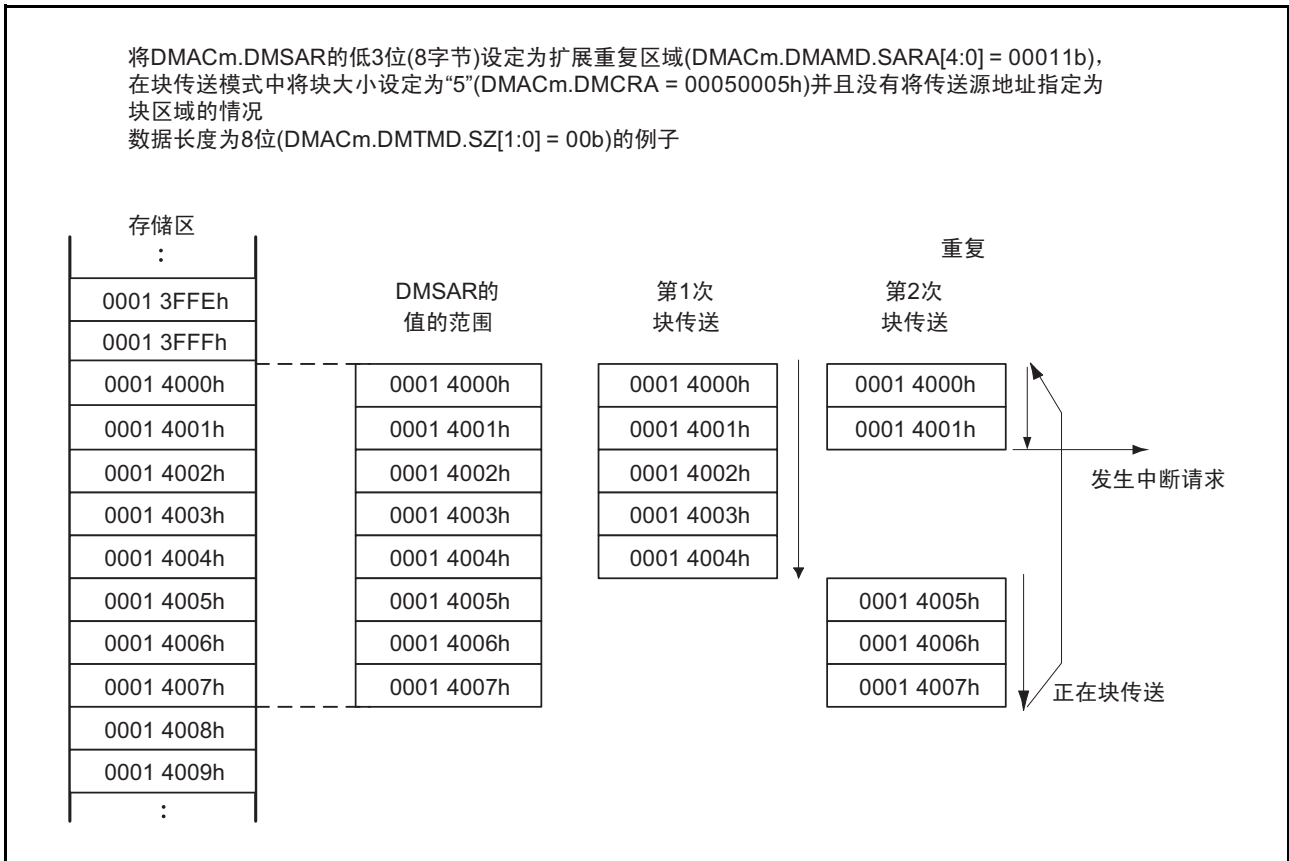 将DMACm.DMSAR的低3位(8字节)设定为扩展重复区域(DMACm.DMAMD.SARA[4:0] = 00011b)，
在块传送模式中将块大小设定为“5”(DMACm.DMCRA = 00050005h)并且没有将传送源地址指定为
块区域的情况
数据长度为8位(DMACm.DMTMD.SZ[1:0] = 00b)的例子
存储区
:
0001 3FFEh
0001 3FFFh
0001 4000h
0001 4001h
0001 4002h
0001 4003h
0001 4004h
0001 4005h
0001 4006h
0001 4007h
0001 4008h
0001 4009h
:
DMSAR的
值的范围
0001 4000h
0001 4001h
0001 4002h
0001 4003h
0001 4004h
0001 4005h
0001 4006h
0001 4007h
第1次
块传送
0001 4000h
0001 4001h
0001 4002h
0001 4003h
0001 4004h
重复
第2次
块传送
0001 4000h
0001 4001h
发生中断请求
0001 4005h
0001 4006h
0001 4007h
正在块传送